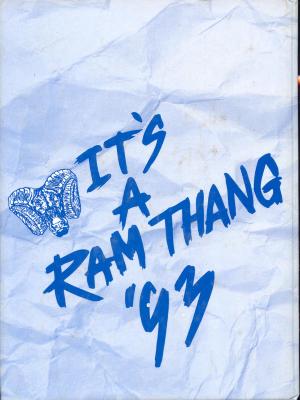 IT'S
A
RAM THANG
'93